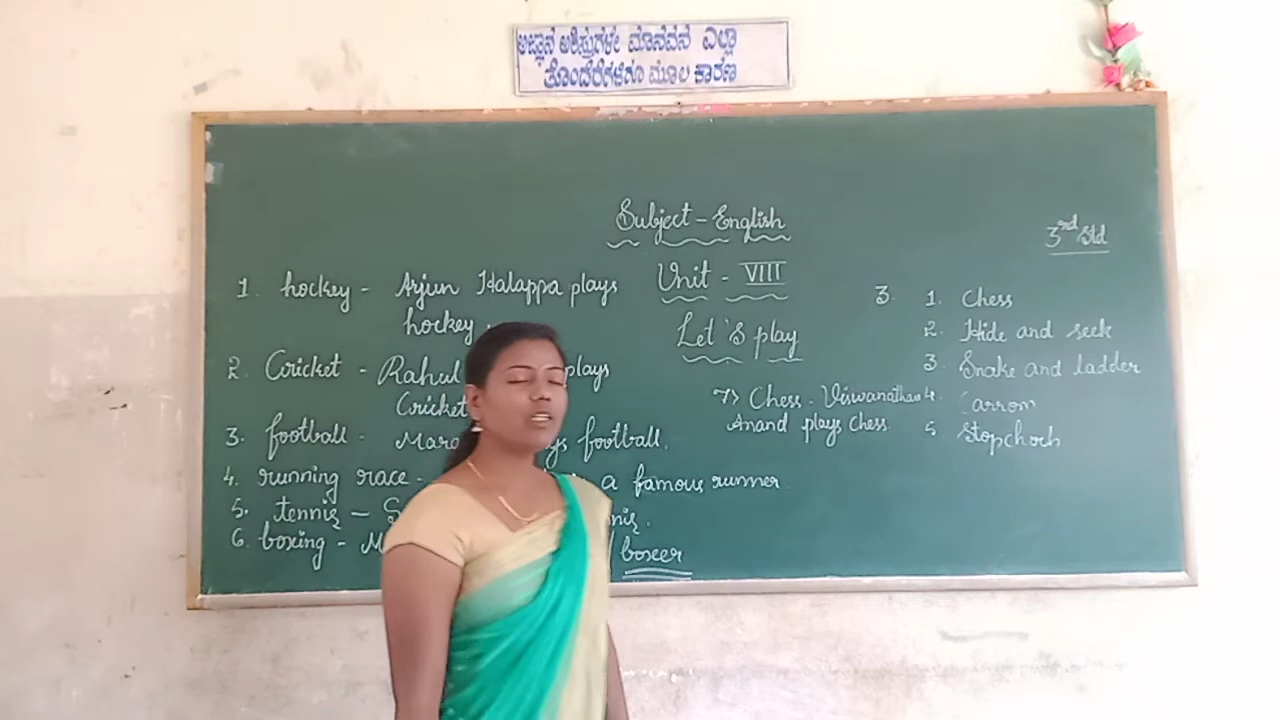 ಅಜ್ಞಾನ ಅಶಿಸ್ತುಗಳೇ ಮಾನವನ ಎಲ್ಲಾ
ತೊಂದರೆಗಳಿಗೂ ಮೂಲ ಕಾರಣ
Subject - English
3rd Std
Unit - VIII
Let's play
1. hockey - Arjun Halappa plays
hockey.
2. Cricket - Rahul plays
Cricket
3. football - football.
4. running race - a famous runner
5. tennis -
6. boxing - boxer
7> Chess - Viswanathan
Anand plays chess.
3. 1. Chess
2. Hide and seek
3. Snake and ladder
4. Carrom
5.